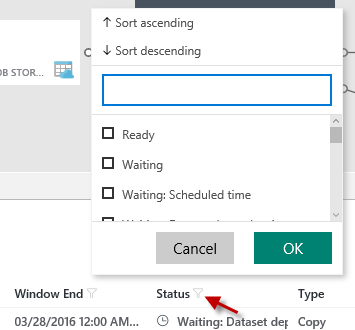 ↑ Sort ascending
↓ Sort descending
OB STOR...
Ready
Waiting
Waiting: Scheduled time
Cancel
OK
Window End
Status
Type
03/28/2016 12:00 AM...
Waiting: Dataset dep
Copy